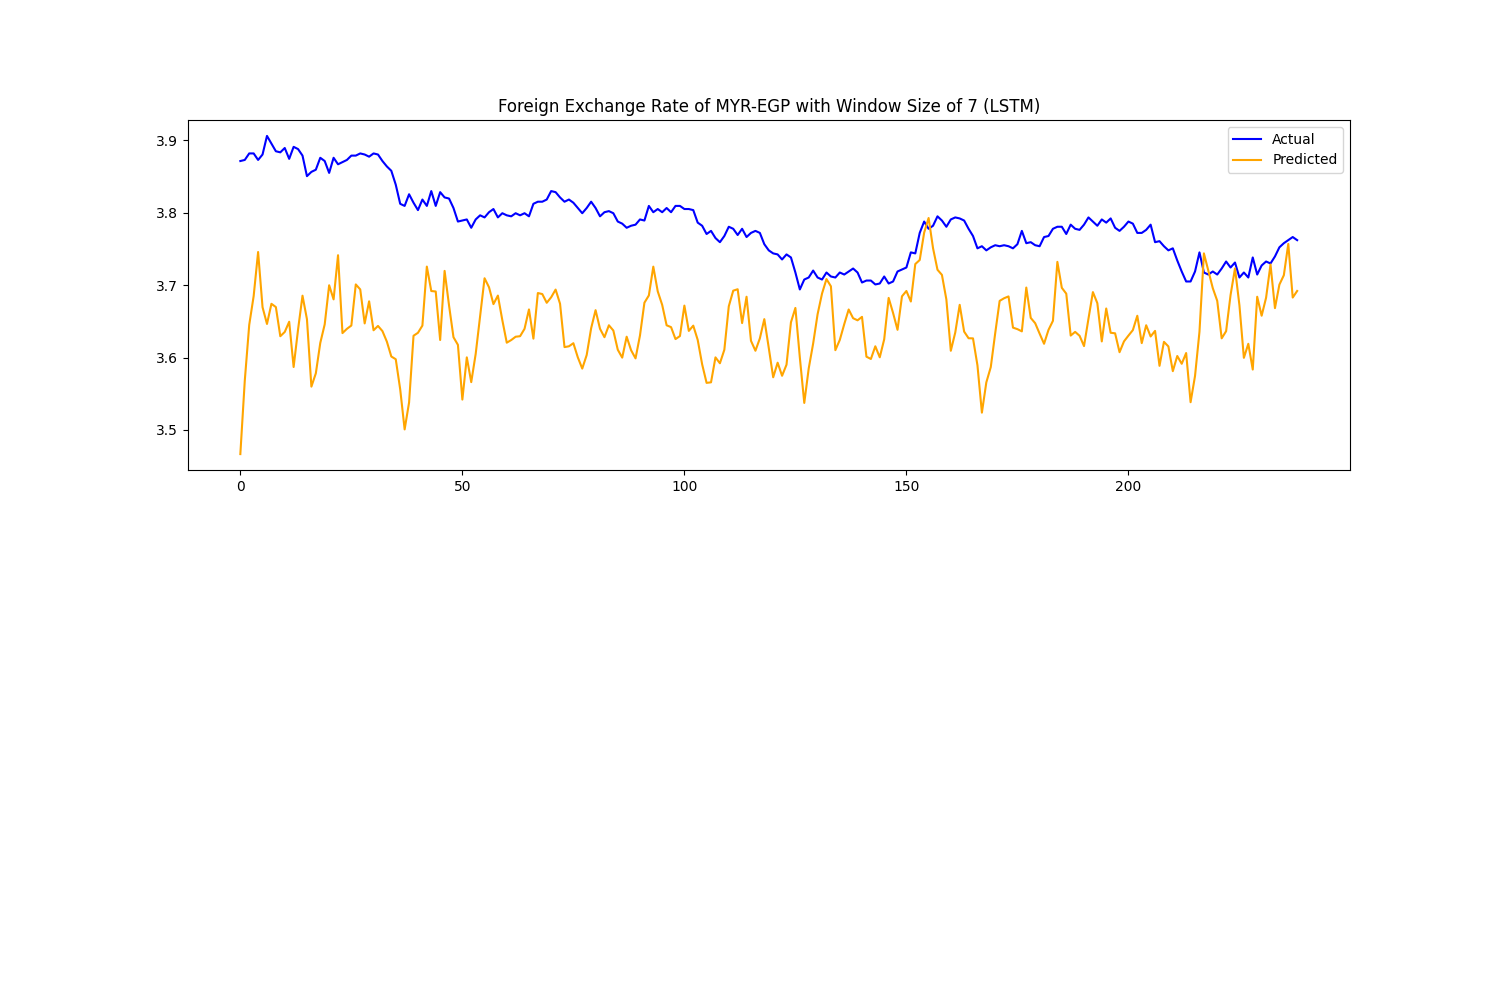 Foreign Exchange Rate of MYR-EGP with Window Size of 7 (LSTM)
Actual
Predicted
3.9
3.8
3.7
3.6
3.5
0 50 100 150 200